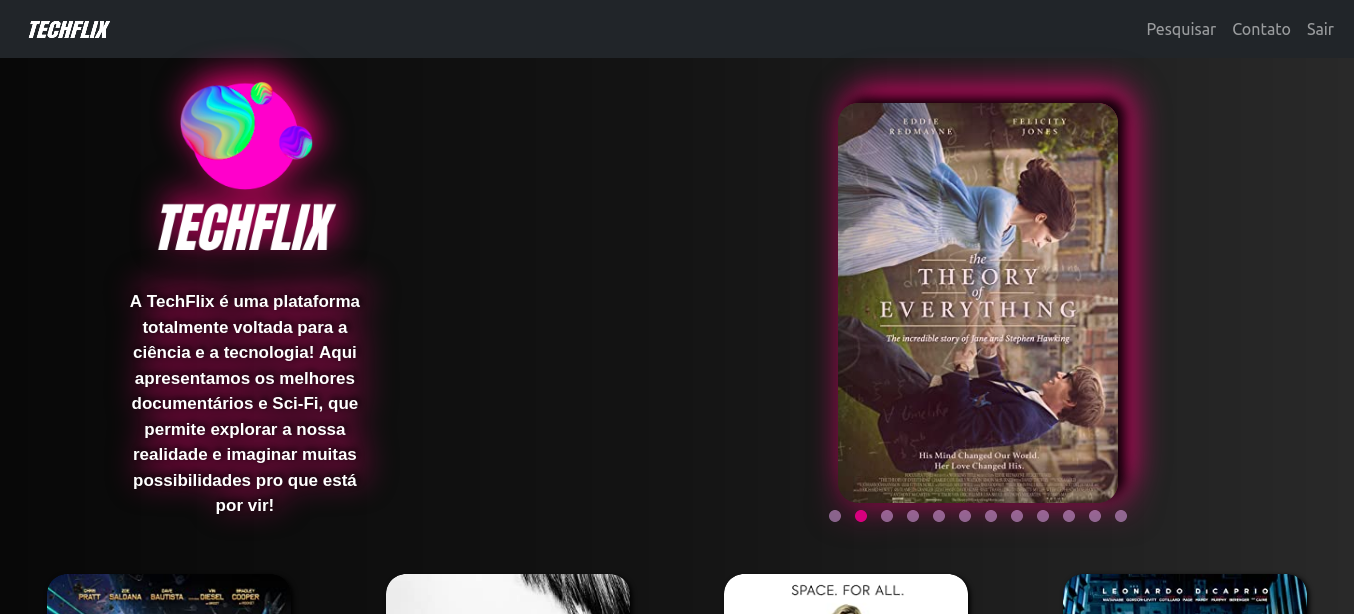 TECHFLIX
Pesquisar Contato Sair
TECHFLIX
A TechFlix é uma plataforma
totalmente voltada para a
ciência e a tecnologia! Aqui
apresentamos os melhores
documentários e Sci-Fi, que
permite explorar a nossa
realidade e imaginar muitas
possibilidades pro que está
por vir!
EDDIE REDMAYNE
FELICITY JONES
the
THEORY
of
EVERYTHING
The incredible story of Jane and Stephen Hawking.
His Mind Changed Our World.
Her Love Changed His.
CHRIS PRATT ZOE SALDANA DAVE BAUTISTA VIN DIESEL BRADLEY COOPER
SPACE. FOR ALL.
LEONARDO DiCAPRIO